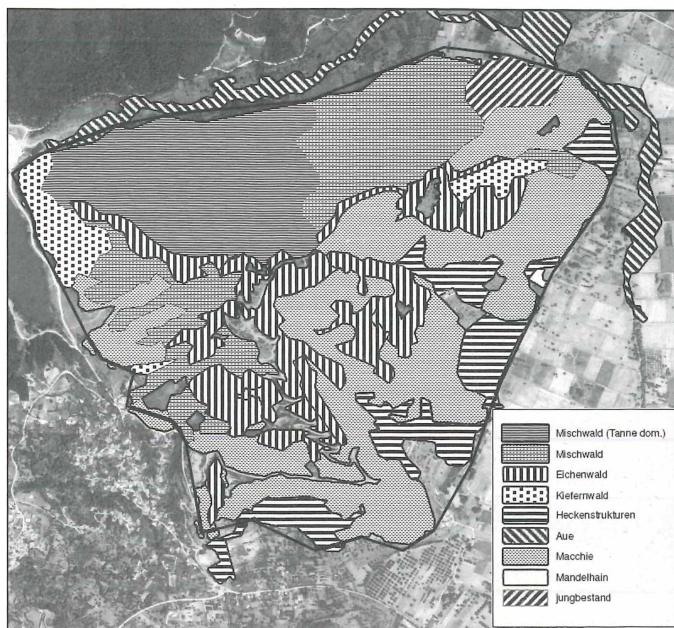 Mischwald (Tanne dom.)
Mischwald
Eichenwald
Kiefernwald
Heckenstrukturen
Aue
Macchie
Mandelhain
jungbestand